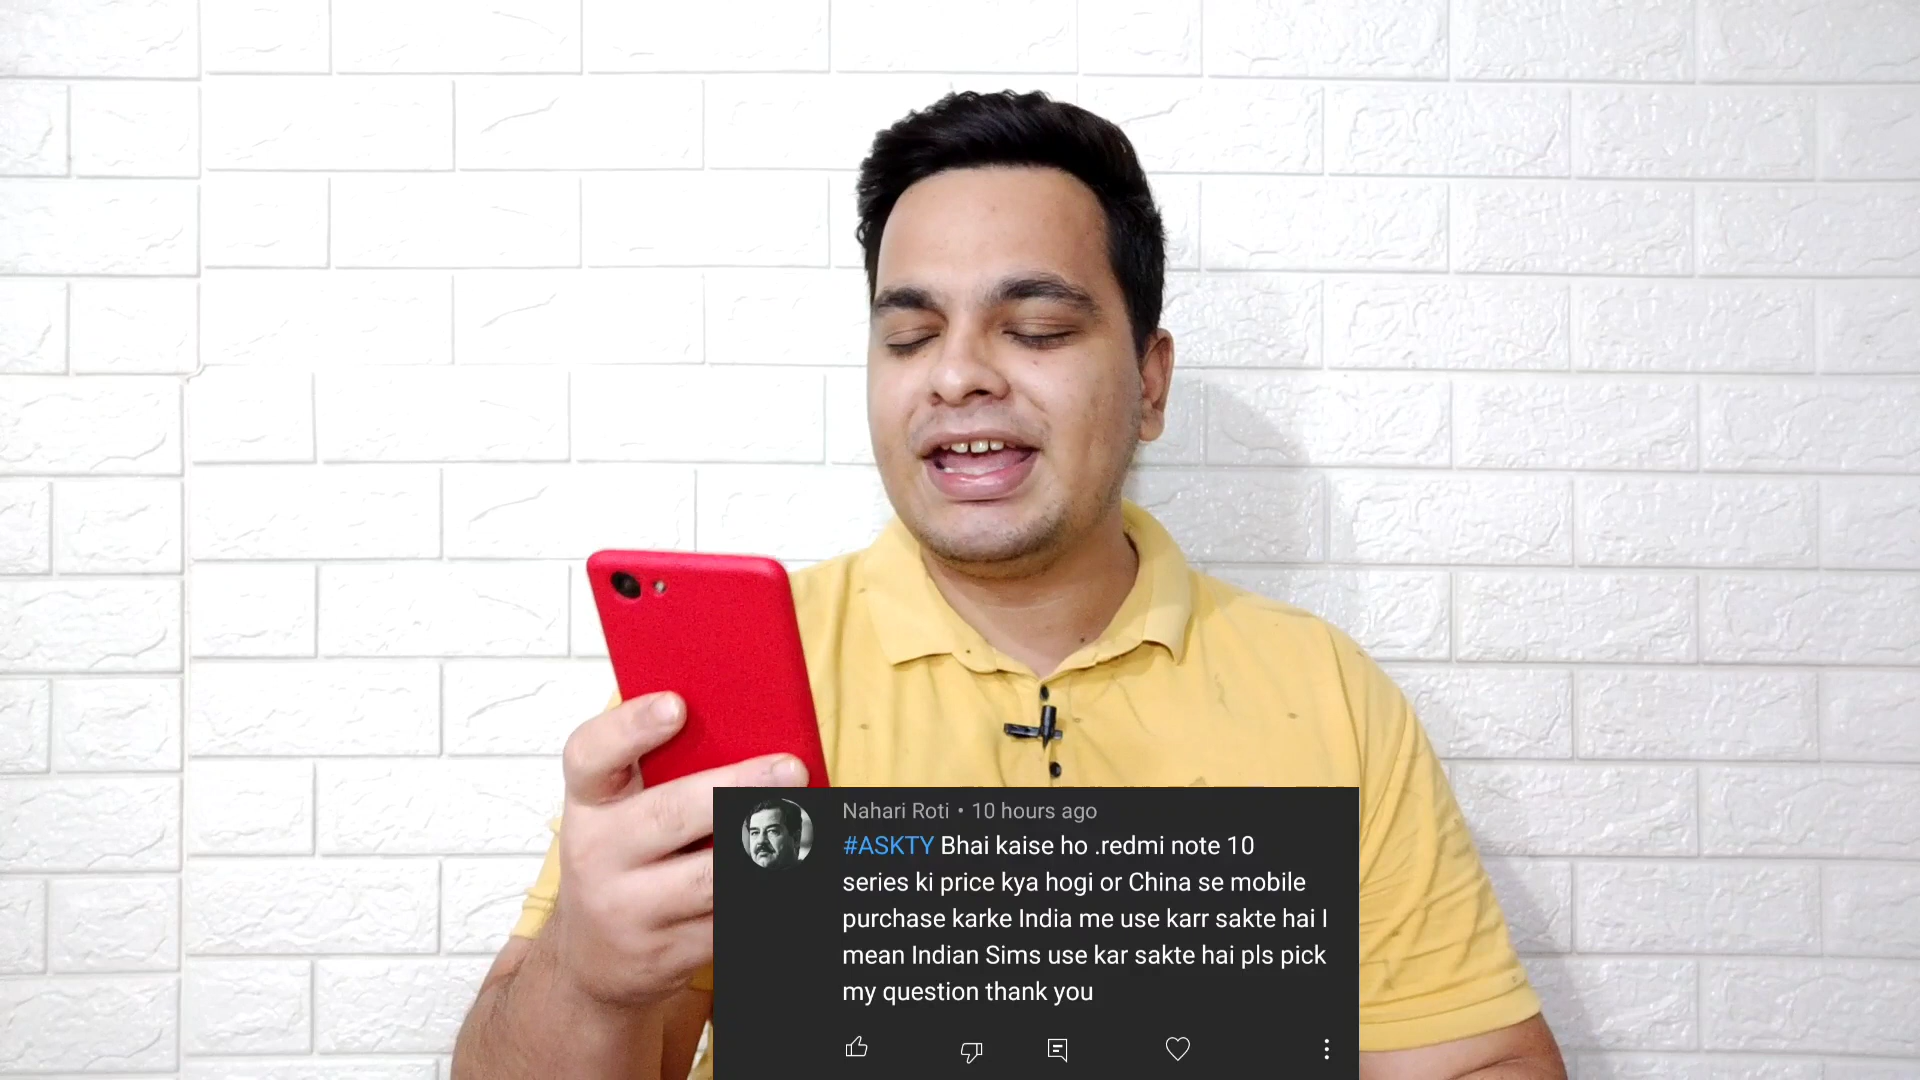 Nahari Roti • 10 hours ago
#ASKTY Bhai kaise ho .redmi note 10
series ki price kya hogi or China se mobile
purchase karke India me use karr sakte hai I
mean Indian Sims use kar sakte hai pls pick
my question thank you